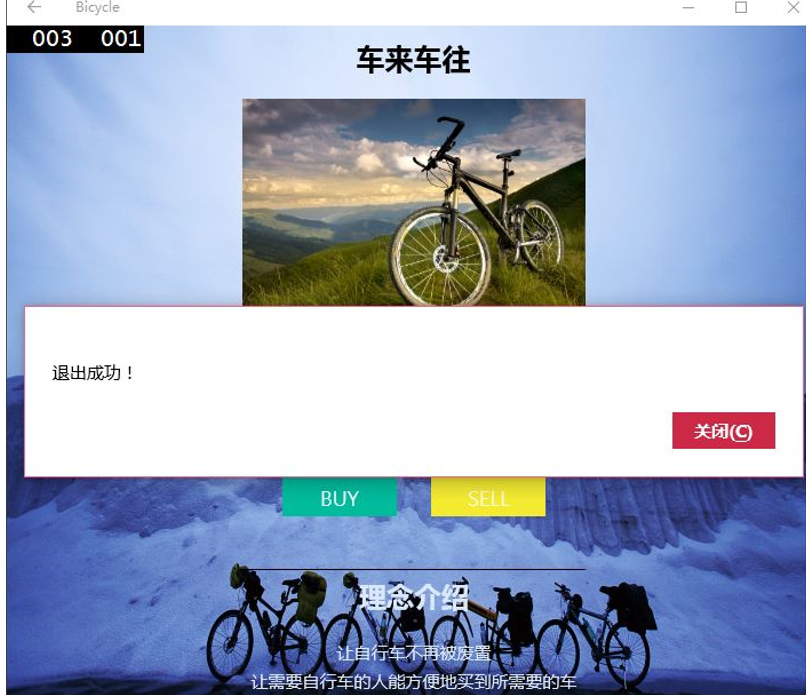 Bicycle
003 001
车来车往
退出成功！
关闭(C)
BUY SELL
理念介绍
让自行车不再被废置
让需要自行车的人能方便地买到所需要的车